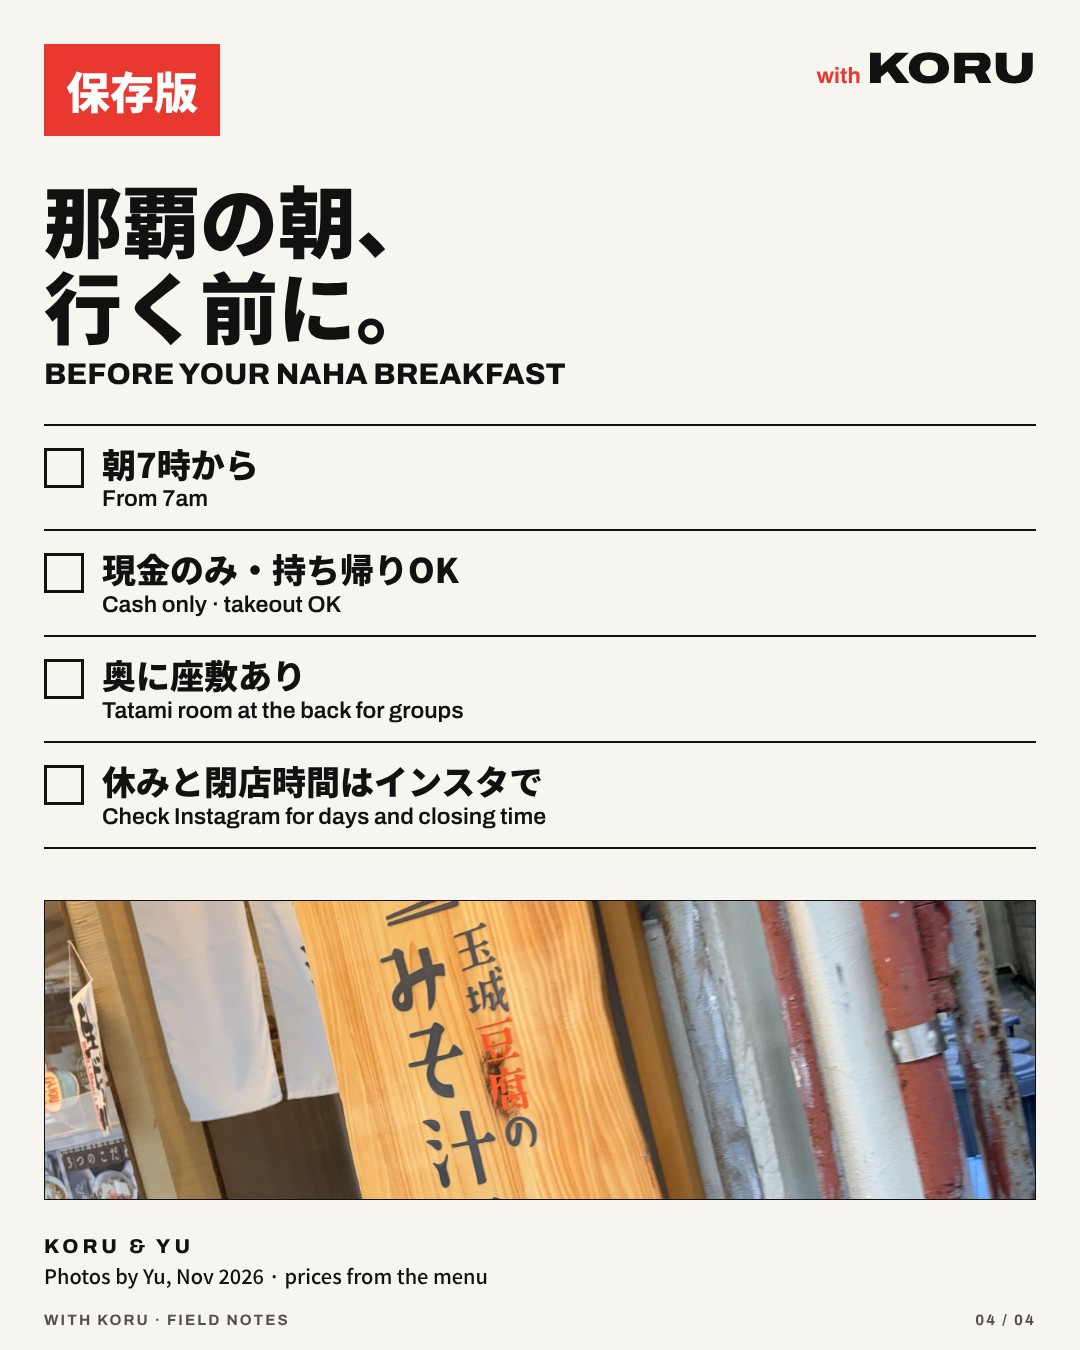 保存版
with KORU
那覇の朝、
行く前に。
BEFORE YOUR NAHA BREAKFAST
朝7時から
From 7am
現金のみ・持ち帰りOK
Cash only · takeout OK
奥に座敷あり
Tatami room at the back for groups
休みと閉店時間はインスタで
Check Instagram for days and closing time
玉城豆腐の
みそ汁
3つのこだ
KORU & YU
Photos by Yu, Nov 2026 · prices from the menu
WITH KORU · FIELD NOTES
04 / 04